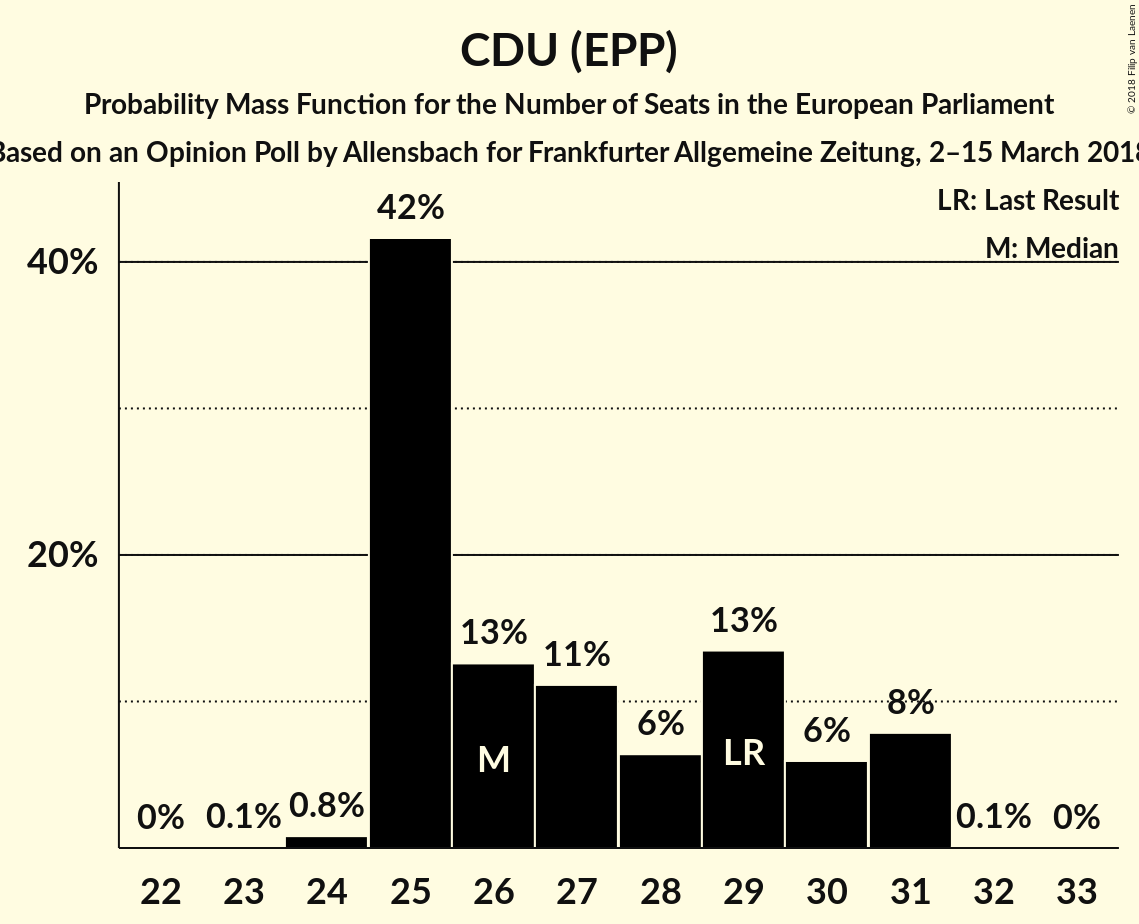 CDU (EPP)
Probability Mass Function for the Number of Seats in the European Parliament
Based on an Opinion Poll by Allensbach for Frankfurter Allgemeine Zeitung, 2–15 March 2018
© 2018 Filip van Laenen
LR: Last Result
M: Median
40%
20%
42%
13%
11%
6%
13%
6%
8%
0%
0.1%
0.8%
0.1%
0%
M
LR
22 23 24 25 26 27 28 29 30 31 32 33